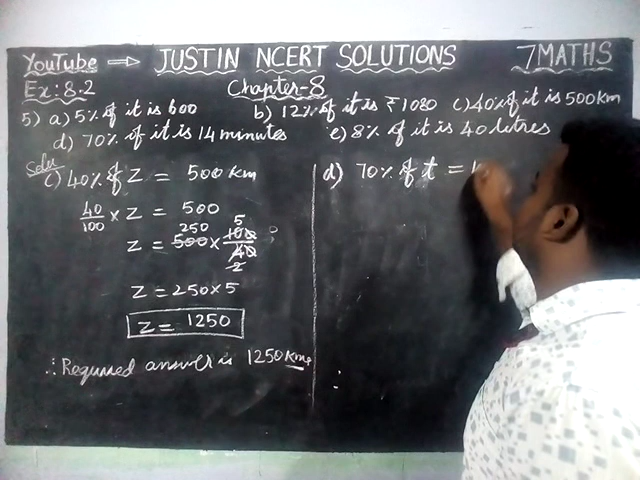 YouTube ⇒ JUSTIN NCERT SOLUTIONS 7MATHS
Ex: 8.2 Chapter-8
5) a) 5% of it is 600 b) 12% of it is ₹1080 c) 40% of it is 500km
d) 70% of it is 14 minutes e) 8% of it is 40 litres
Soln:
c) 40% of z = 500 km
40/100 × z = 500
250 5
z = 500 × 100/40
2
z = 250 × 5
z = 1250
∴ Required answer is 1250 km.
d) 70% of t =